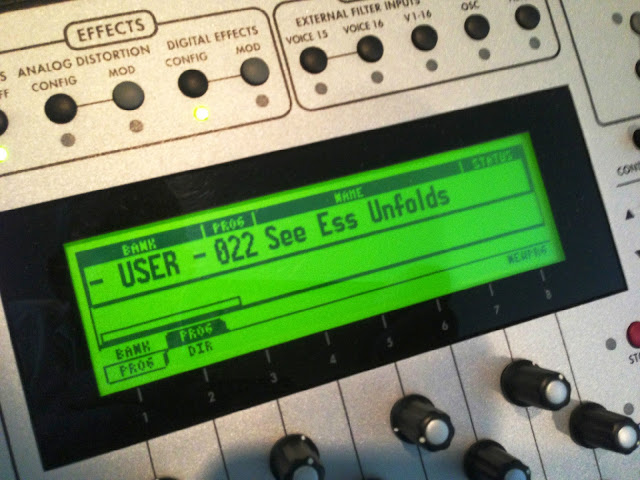 EFFECTS
ANALOG DISTORTION
CONFIG MOD
DIGITAL EFFECTS
CONFIG MOD
EXTERNAL FILTER INPUTS
VOICE 15 VOICE 16 V1-16 OSC
BANK PROG NAME STATUS
- USER - 022 See Ess Unfolds
BANK PROG
PROG DIR
1 2 3 4 5 6 7 8